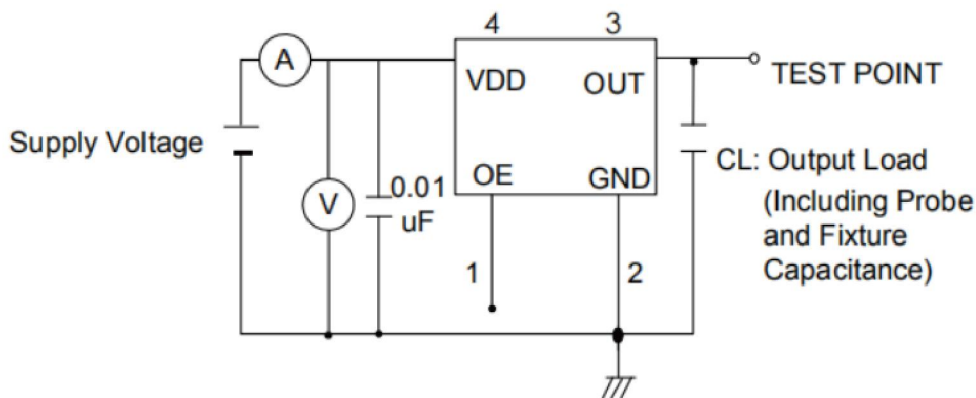 4
3
A
VDD
OUT
TEST POINT
Supply Voltage
OE
GND
CL: Output Load
(Including Probe
and Fixture
Capacitance)
V
0.01
uF
1
2